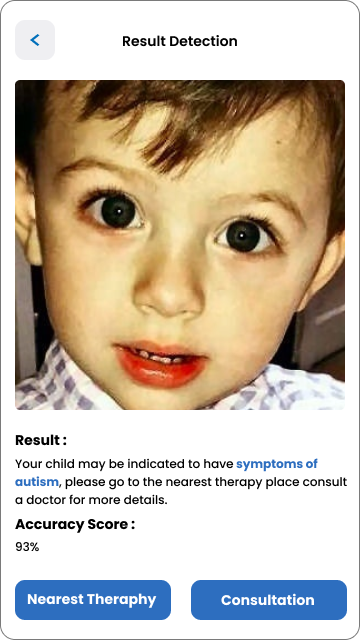 Result Detection
Result :
Your child may be indicated to have symptoms of
autism, please go to the nearest therapy place consult
a doctor for more details.
Accuracy Score :
93%
Nearest Theraphy
Consultation